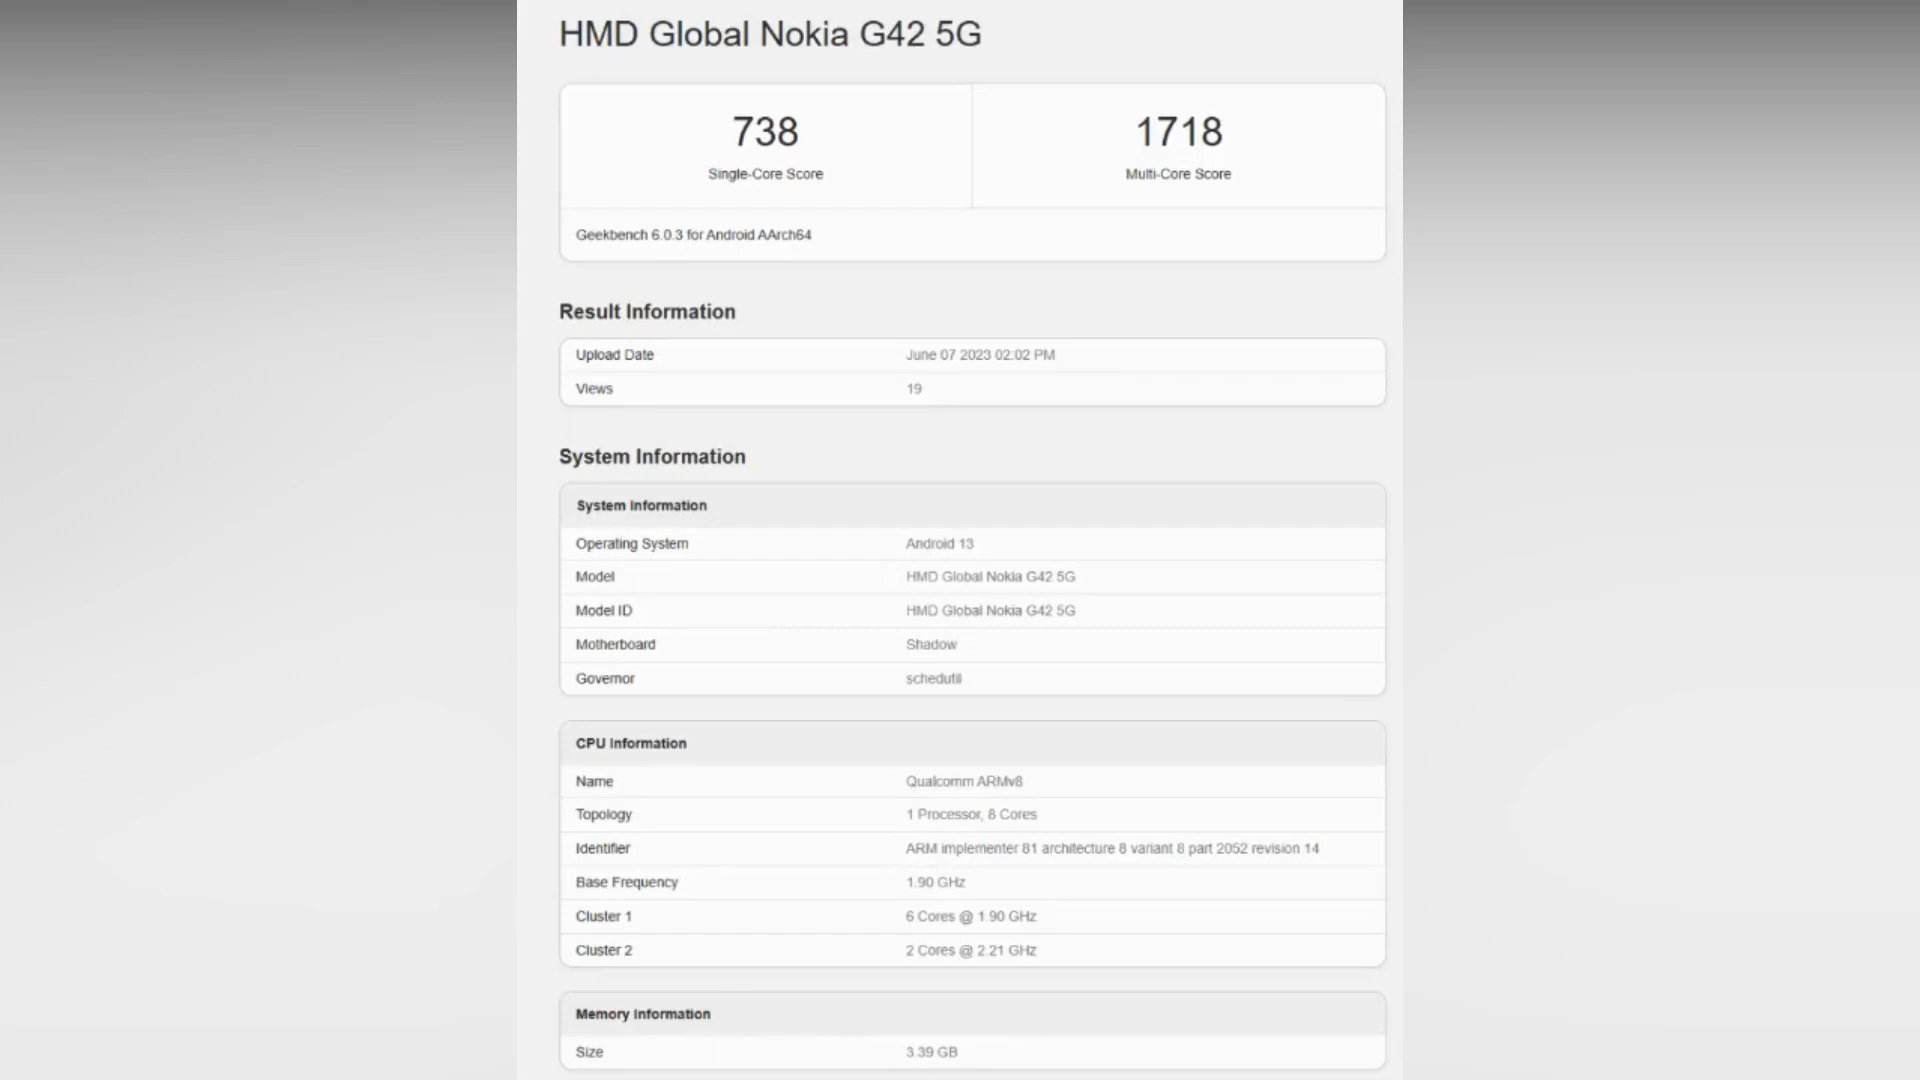 HMD Global Nokia G42 5G
738 1718
Single-Core Score Multi-Core Score
Geekbench 6.0.3 for Android AArch64
Result Information
Upload Date June 07 2023 02:02 PM
Views 19
System Information
System Information
Operating System Android 13
Model HMD Global Nokia G42 5G
Model ID HMD Global Nokia G42 5G
Motherboard Shadow
Governor schedutil
CPU Information
Name Qualcomm ARMv8
Topology 1 Processor, 8 Cores
Identifier ARM implementer 81 architecture 8 variant 8 part 2052 revision 14
Base Frequency 1.90 GHz
Cluster 1 6 Cores @ 1.90 GHz
Cluster 2 2 Cores @ 2.21 GHz
Memory Information
Size 3.39 GB